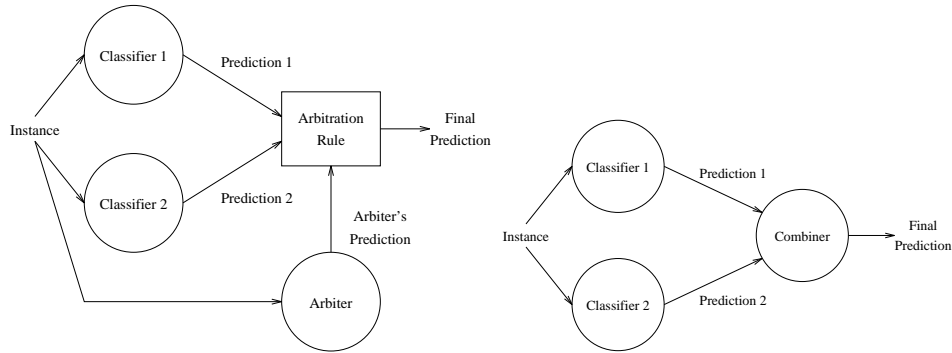 Classifier 1
Prediction 1
Instance
Arbitration
Rule
Final
Prediction
Classifier 2
Prediction 2
Arbiter's
Prediction
Arbiter
Classifier 1
Prediction 1
Instance
Combiner
Final
Prediction
Classifier 2
Prediction 2